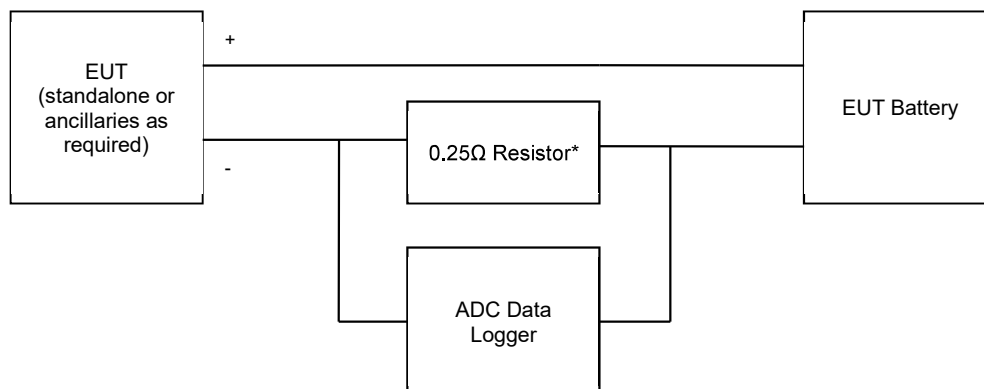 +
EUT
(standalone or
ancillaries as
required)
-
0.25Ω Resistor*
EUT Battery
ADC Data
Logger